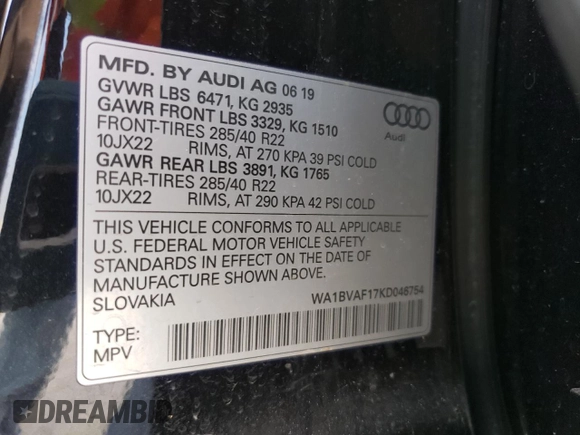 MFD. BY AUDI AG 06 19
GVWR LBS 6471, KG 2935
GAWR FRONT LBS 3329, KG 1510
FRONT-TIRES 285/40 R22
10JX22 RIMS, AT 270 KPA 39 PSI COLD
GAWR REAR LBS 3891, KG 1765
REAR-TIRES 285/40 R22
10JX22 RIMS, AT 290 KPA 42 PSI COLD
Audi
THIS VEHICLE CONFORMS TO ALL APPLICABLE
U.S. FEDERAL MOTOR VEHICLE SAFETY
STANDARDS IN EFFECT ON THE DATE OF
MANUFACTURE SHOWN ABOVE.
SLOVAKIA WA1BVAF17KD046754
TYPE:
MPV
DREAMBID